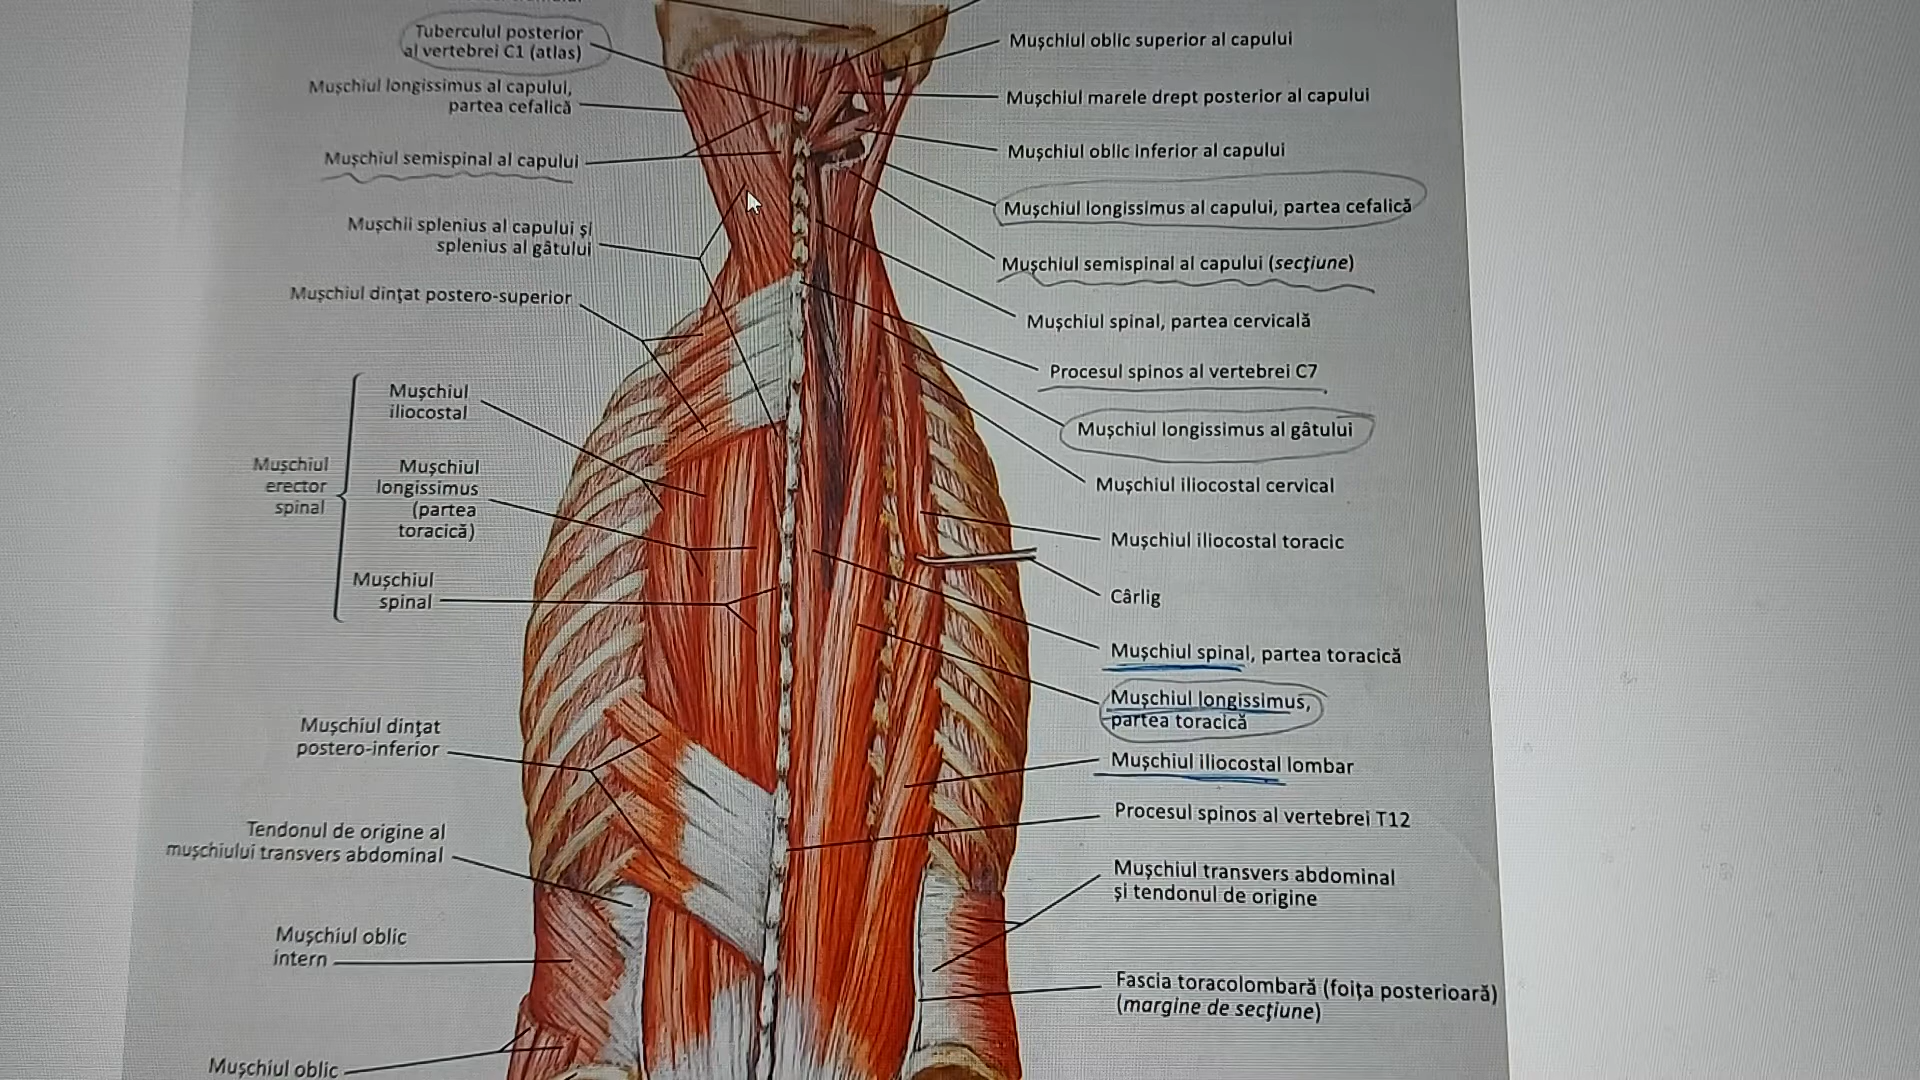 Tuberculul posterior
al vertebrei C1 (atlas)
Mușchiul longissimus al capului,
partea cefalică
Mușchiul semispinal al capului
Mușchii splenius al capului și
splenius al gâtului
Mușchiul dințat postero-superior
Mușchiul
iliocostal
Mușchiul
erector
spinal
Mușchiul
longissimus
(partea
toracică)
Mușchiul
spinal
Mușchiul dințat
postero-inferior
Tendonul de origine al
mușchiului transvers abdominal
Mușchiul oblic
intern
Mușchiul oblic
Mușchiul oblic superior al capului
Mușchiul marele drept posterior al capului
Mușchiul oblic inferior al capului
Mușchiul longissimus al capului, partea cefalică
Mușchiul semispinal al capului (secțiune)
Mușchiul spinal, partea cervicală
Procesul spinos al vertebrei C7
Mușchiul longissimus al gâtului
Mușchiul iliocostal cervical
Mușchiul iliocostal toracic
Cârlig
Mușchiul spinal, partea toracică
Mușchiul longissimus,
partea toracică
Mușchiul iliocostal lombar
Procesul spinos al vertebrei T12
Mușchiul transvers abdominal
și tendonul de origine
Fascia toracolombară (foița posterioară)
(margine de secțiune)